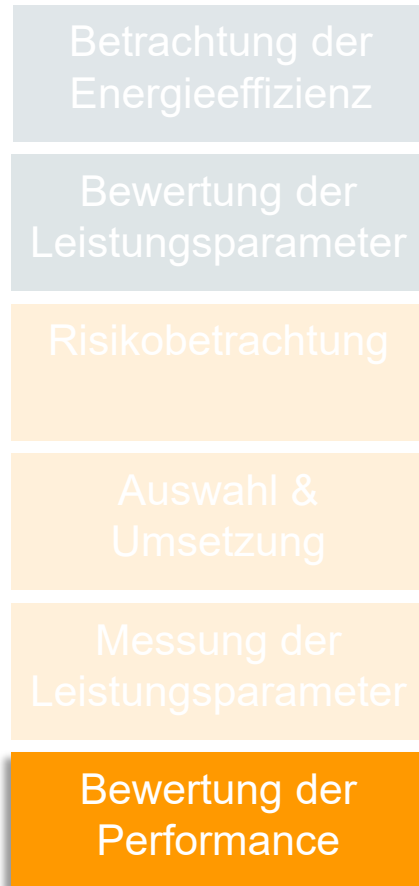 Betrachtung der
Energieeffizienz
Bewertung der
Leistungsparameter
Risikobetrachtung
Auswahl &
Umsetzung
Messung der
Leistungsparameter
Bewertung der
Performance